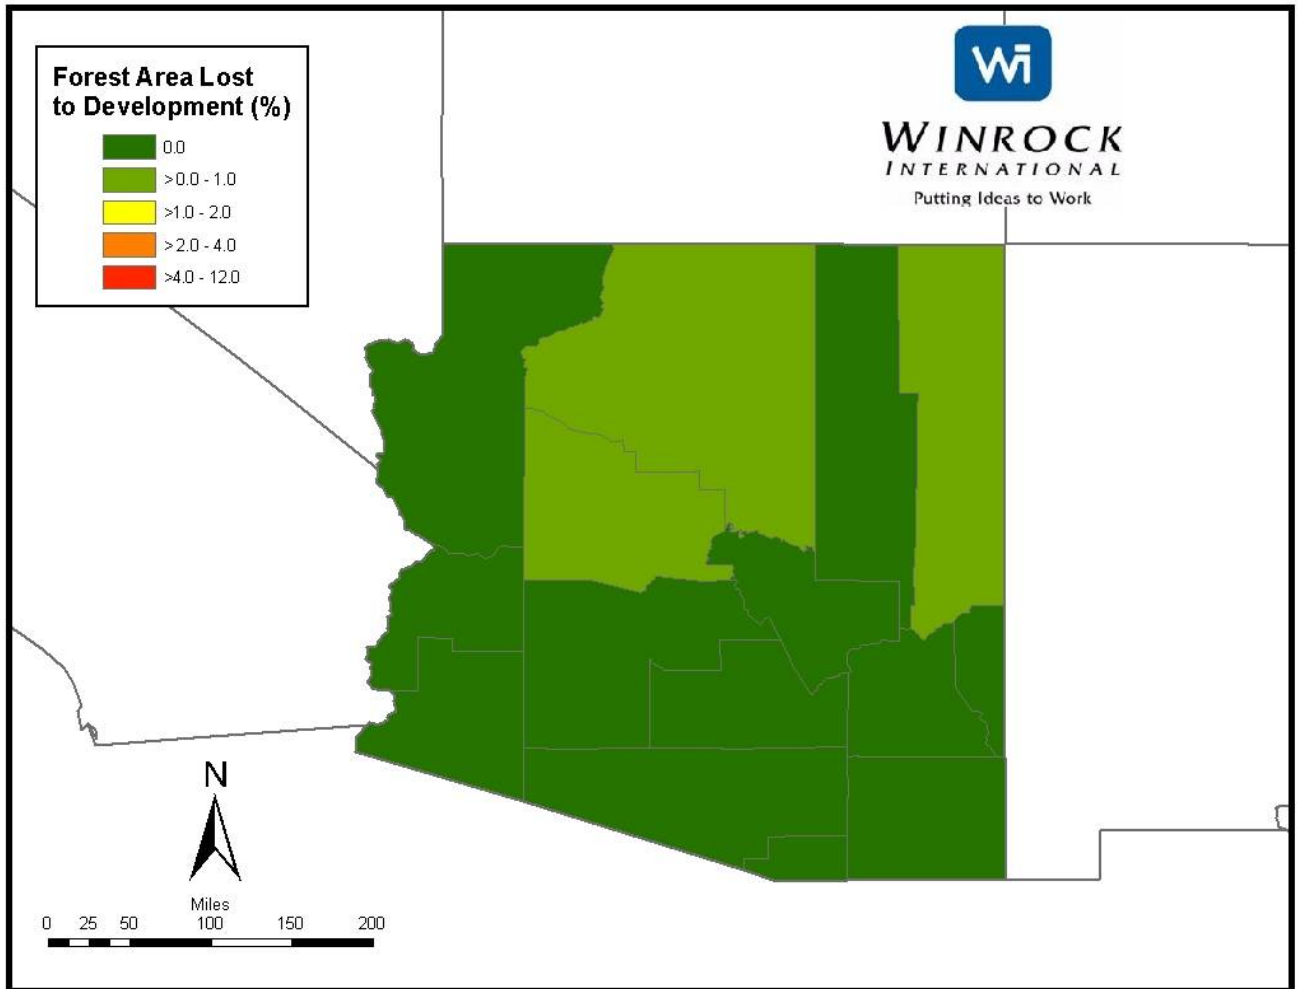 Forest Area Lost
to Development (%)
0.0
>0.0 - 1.0
>1.0 - 2.0
>2.0 - 4.0
>4.0 - 12.0
Wi
WINROCK
INTERNATIONAL
Putting Ideas to Work
N
Miles
0 25 50 100 150 200